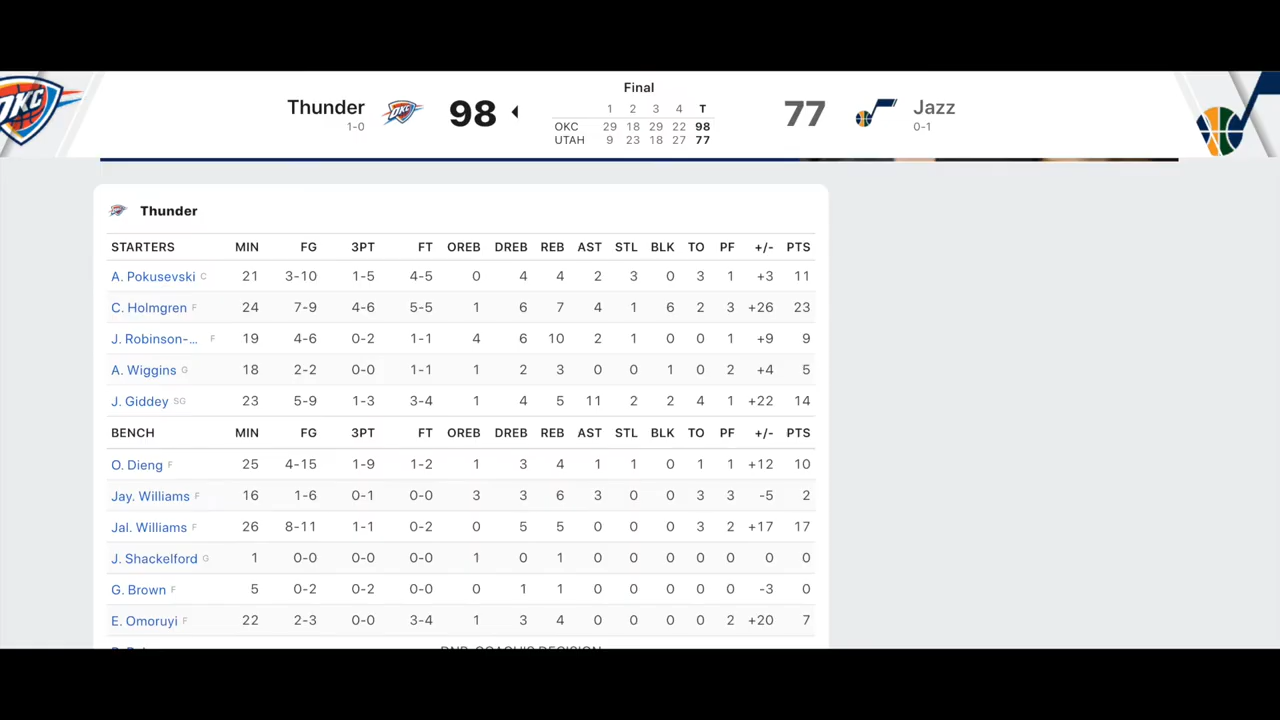 Final
Thunder 98 77 Jazz
1-0 0-1
1 2 3 4 T
OKC 29 18 29 22 98
UTAH 9 23 18 27 77
OKC
OKC
Thunder
STARTERS MIN FG 3PT FT OREB DREB REB AST STL BLK TO PF +/- PTS
A. Pokusevski C 21 3-10 1-5 4-5 0 4 4 2 3 0 3 1 +3 11
C. Holmgren F 24 7-9 4-6 5-5 1 6 7 4 1 6 2 3 +26 23
J. Robinson-... F 19 4-6 0-2 1-1 4 6 10 2 1 0 0 1 +9 9
A. Wiggins G 18 2-2 0-0 1-1 1 2 3 0 0 1 0 2 +4 5
J. Giddey SG 23 5-9 1-3 3-4 1 4 5 11 2 2 4 1 +22 14
BENCH MIN FG 3PT FT OREB DREB REB AST STL BLK TO PF +/- PTS
O. Dieng F 25 4-15 1-9 1-2 1 3 4 1 1 0 1 1 +12 10
Jay. Williams F 16 1-6 0-1 0-0 3 3 6 3 0 0 3 3 -5 2
Jal. Williams F 26 8-11 1-1 0-2 0 5 5 0 0 0 3 2 +17 17
J. Shackelford G 1 0-0 0-0 0-0 1 0 1 0 0 0 0 0 0 0
G. Brown F 5 0-2 0-2 0-0 0 1 1 0 0 0 0 0 -3 0
E. Omoruyi F 22 2-3 0-0 3-4 1 3 4 0 0 0 0 2 +20 7
DNP-COACH'S DECISION